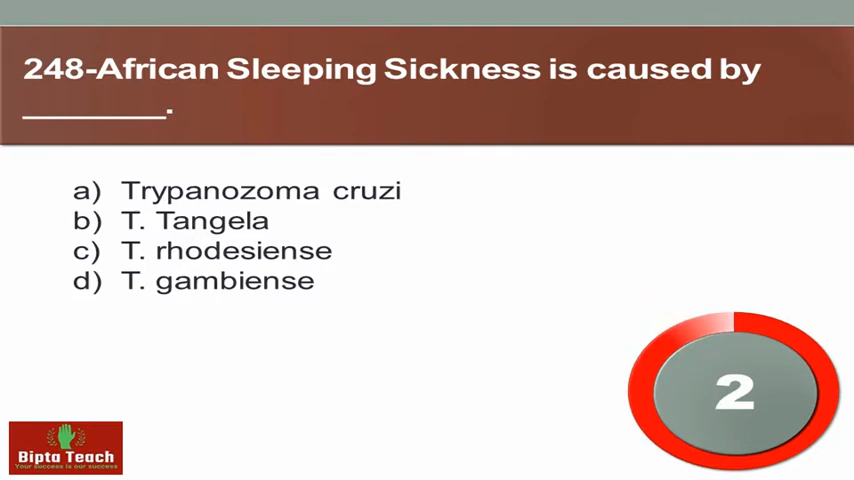 248-African Sleeping Sickness is caused by
________.
a) Trypanozoma cruzi
b) T. Tangela
c) T. rhodesiense
d) T. gambiense
2
Bipta Teach
Your success is our success